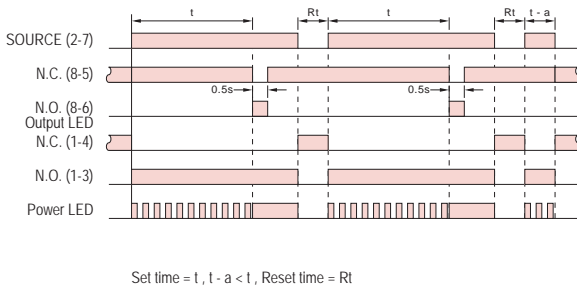 t Rt t Rt t - a
SOURCE (2-7)
N.C. (8-5)
0.5s 0.5s
N.O. (8-6)
Output LED
N.C. (1-4)
N.O. (1-3)
Power LED
Set time = t , t - a < t , Reset time = Rt